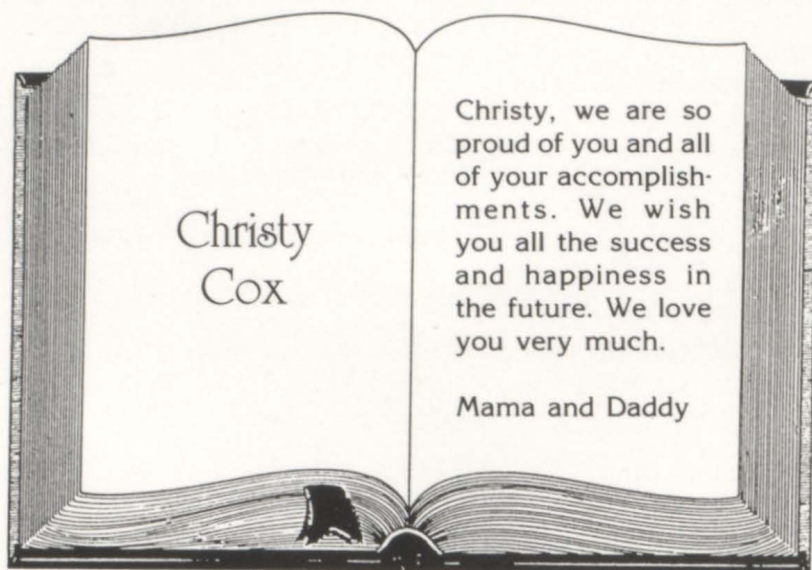 Christy
Cox
Christy, we are so
proud of you and all
of your accomplish-
ments. We wish
you all the success
and happiness in
the future. We love
you very much.
Mama and Daddy